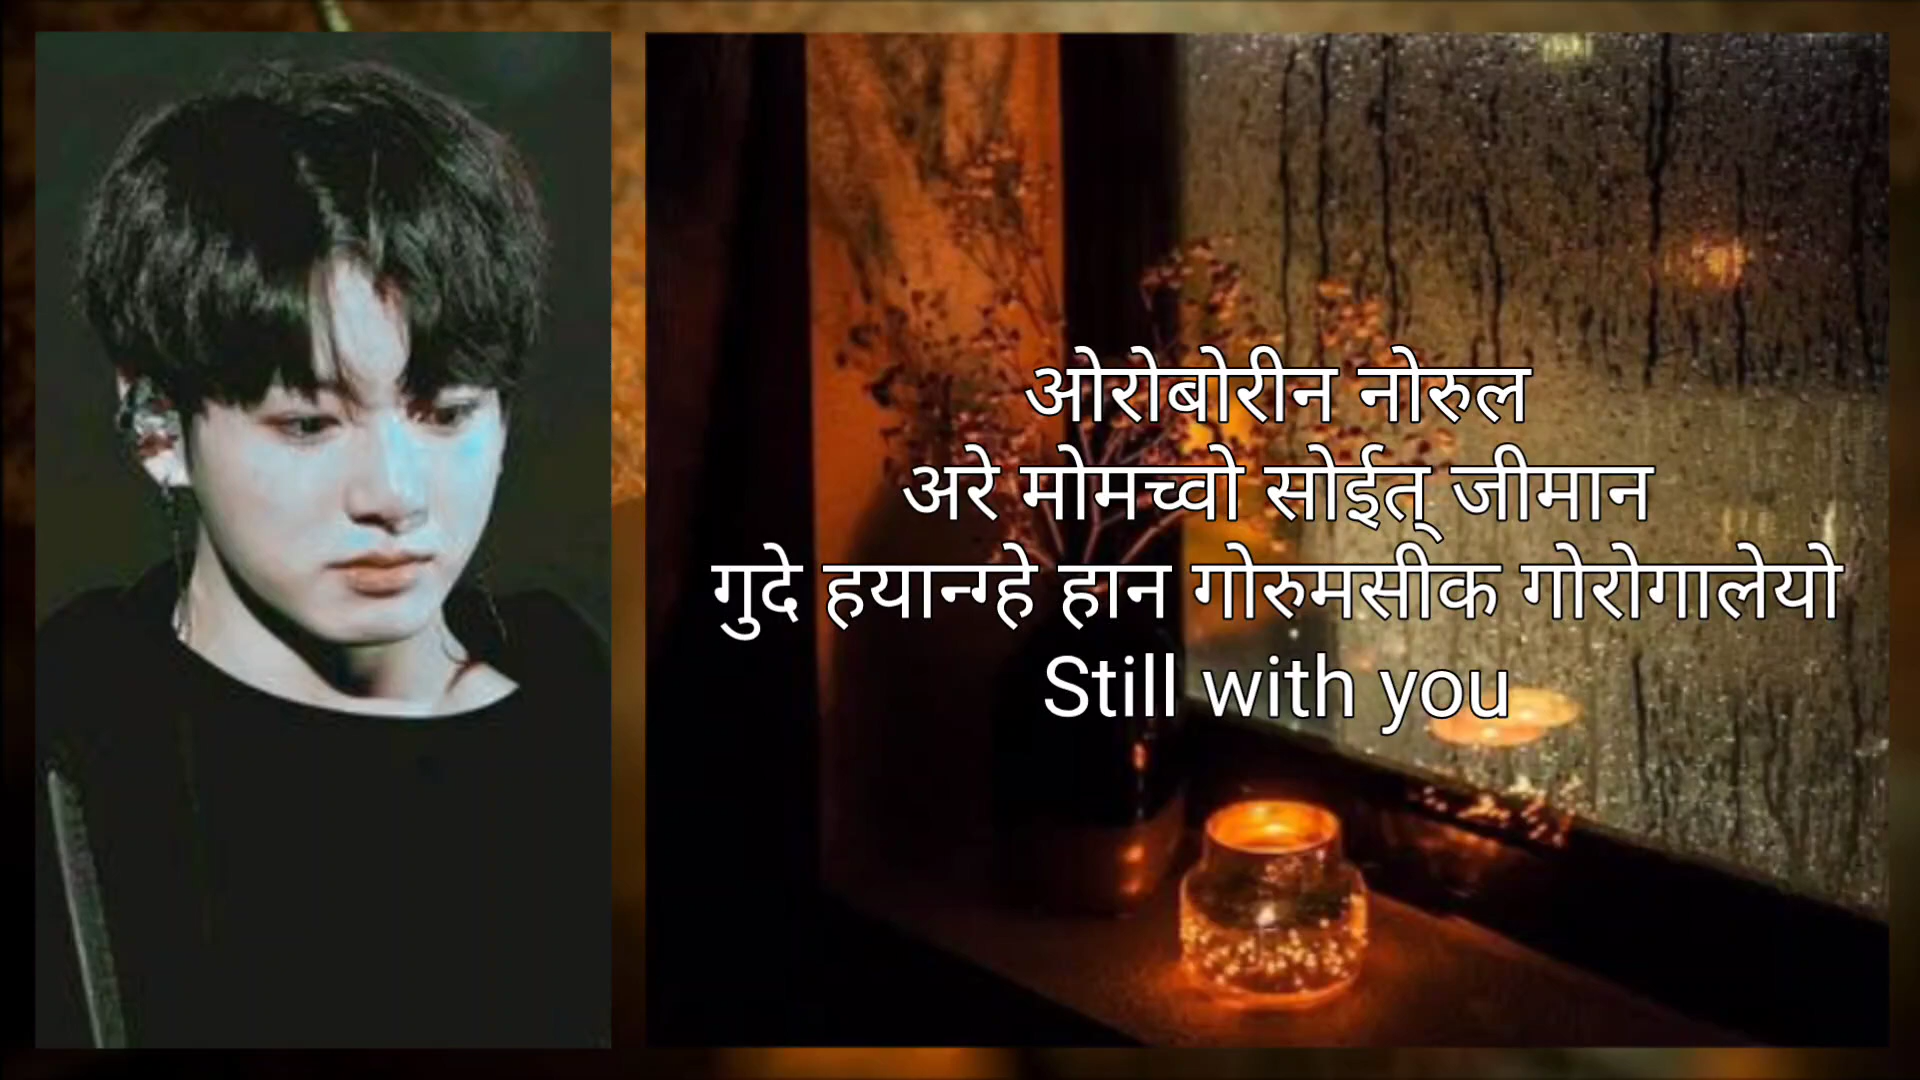 ओरोबोरीन नोरुल
अरे मोमच्वो सोईत् जीमान
गुदे हयान्ग्हे हान गोरुमसीक गोरोगालेयो
Still with you